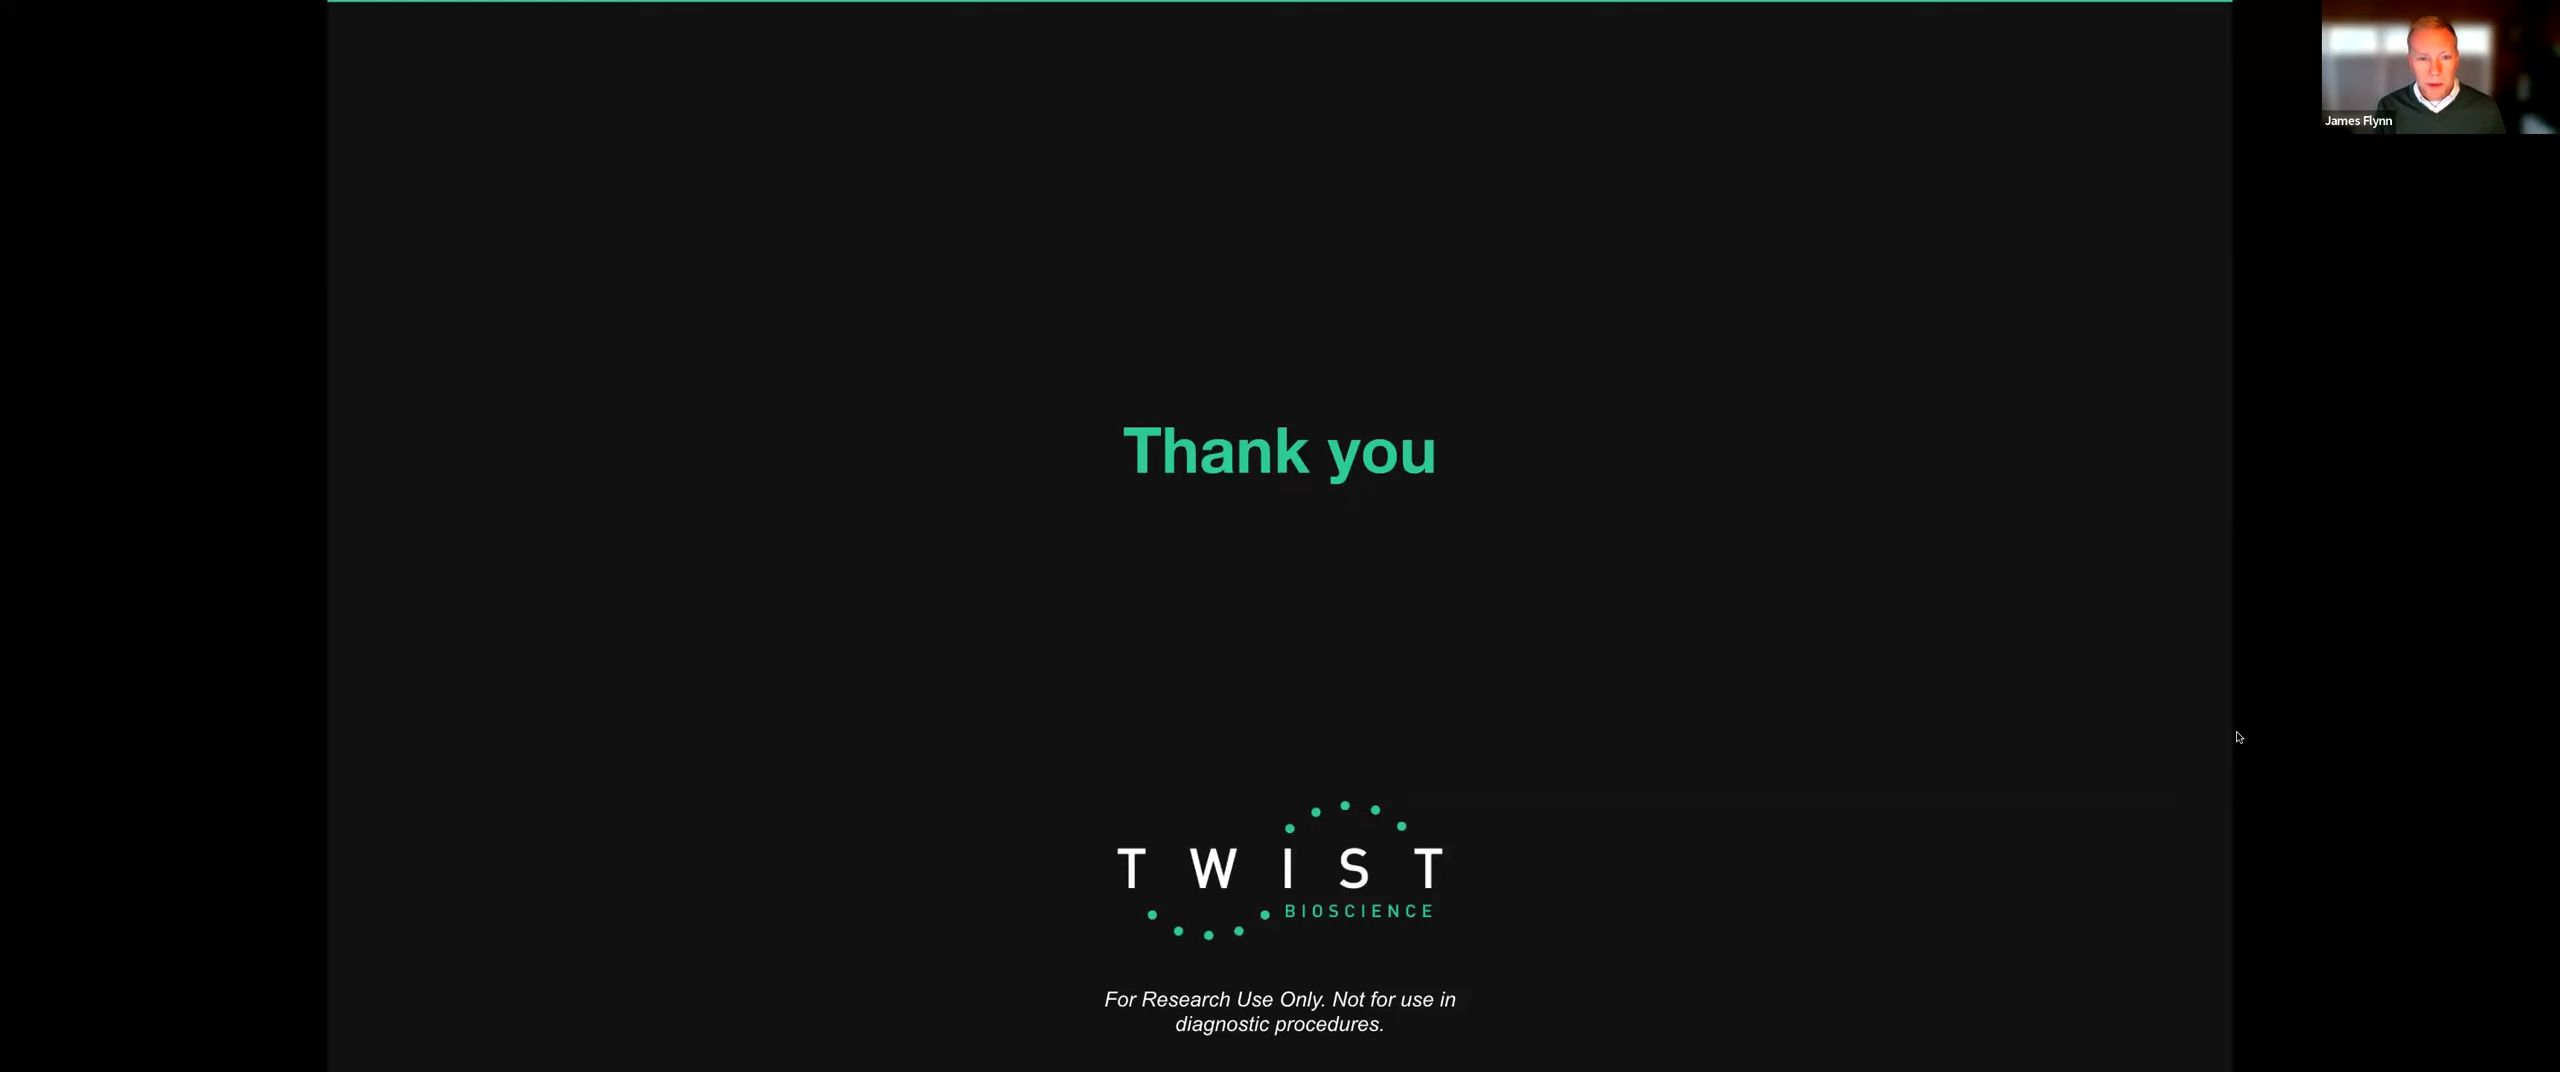 James Flynn
Thank you
TWIST
BIOSCIENCE
For Research Use Only. Not for use in
diagnostic procedures.